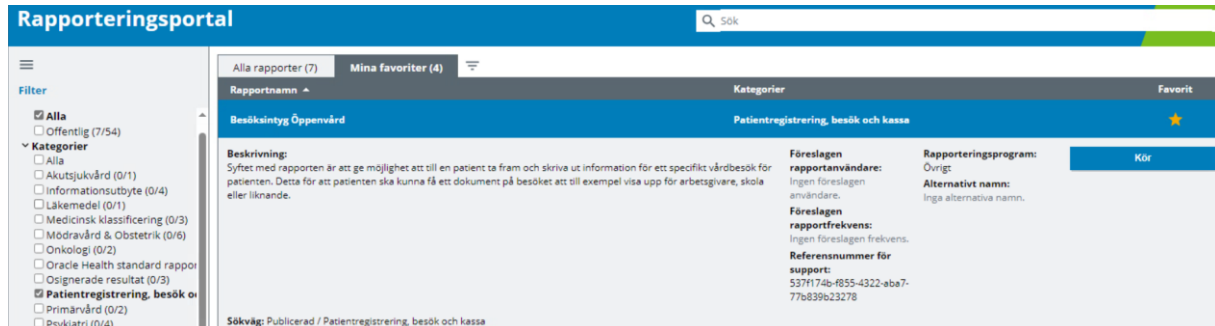 Rapporteringsportal
Sök
Filter
Alla
Offentlig (7/54)
Kategorier
Alla
Akutsjukvård (0/1)
Informationsutbyte (0/4)
Läkemedel (0/1)
Medicinsk klassificering (0/3)
Mödravård & Obstetrik (0/6)
Onkologi (0/2)
Oracle Health standard rappor
Osignerade resultat (0/3)
Patientregistrering, besök o
Primärvård (0/2)
Psykiatri (0/4)
Alla rapporter (7) Mina favoriter (4)
Rapportnamn Kategorier Favorit
Besöksintyg Öppenvård Patientregistrering, besök och kassa
Beskrivning:
Syftet med rapporten är att ge möjlighet att till en patient ta fram och skriva ut information för ett specifikt vårdbesök för
patienten. Detta för att patienten ska kunna få ett dokument på besöket att till exempel visa upp för arbetsgivare, skola
eller liknande.
Föreslagen
rapportanvändare:
Ingen föreslagen
användare.
Föreslagen
rapportfrekvens:
Ingen föreslagen frekvens.
Referensnummer för
support:
537f174b-f855-4322-aba7-
77b839b23278
Rapporteringsprogram:
Övrigt
Alternativt namn:
Inga alternativa namn.
Kör
Sökväg: Publicerad / Patientregistrering, besök och kassa